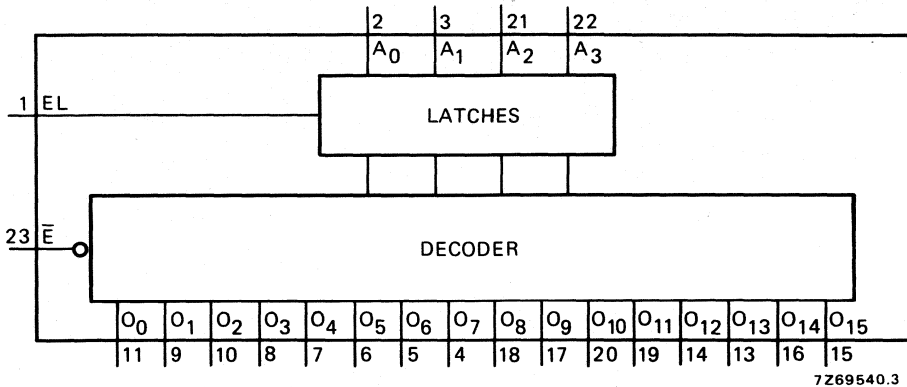 2 3 21 22
A0 A1 A2 A3
1 EL
LATCHES
23 E̅
DECODER
O0 O1 O2 O3 O4 O5 O6 O7 O8 O9 O10 O11 O12 O13 O14 O15
11 9 10 8 7 6 5 4 18 17 20 19 14 13 16 15
7Z69540.3